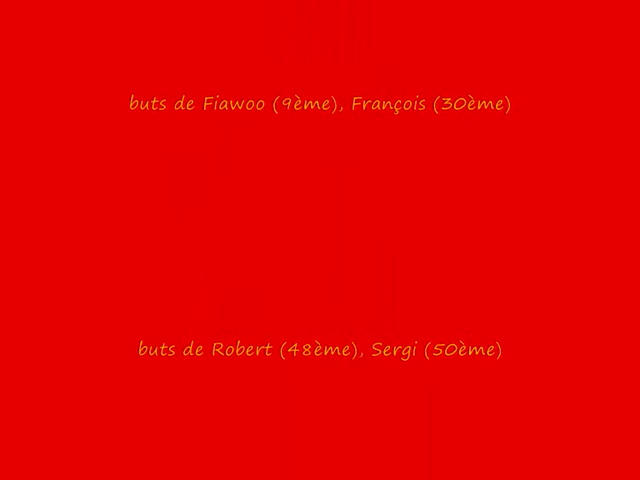 buts de Fiawoo (9ème), François (30ème)
buts de Robert (48ème), Sergi (50ème)